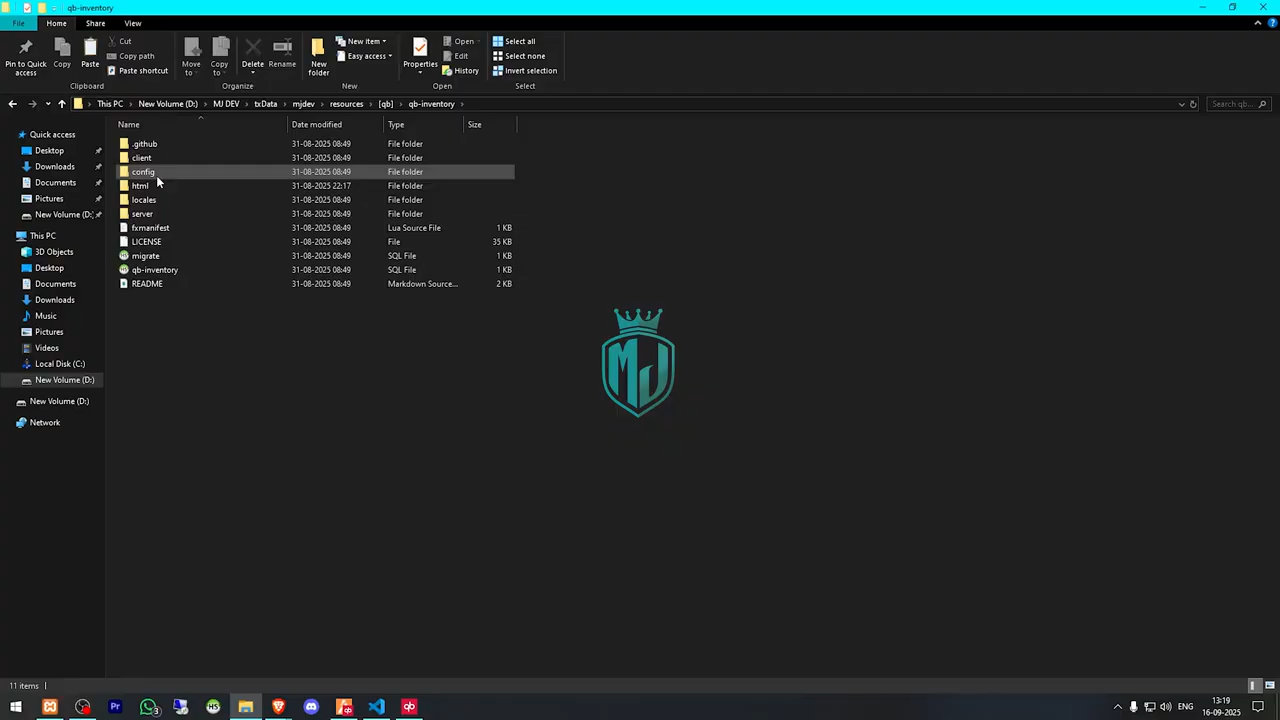 qb-inventory
File Home Share View
Pin to Quick access
Copy
Paste
Cut
Copy path
Paste shortcut
Clipboard
Move to
Copy to
Delete
Rename
Organize
New folder
New item
Easy access
New
Properties
Open
Edit
History
Open
Select all
Select none
Invert selection
Select
This PC New Volume (D:) MJ DEV txData mjdev resources [qb] qb-inventory
Search qb...
Quick access
Desktop
Downloads
Documents
Pictures
New Volume (D:)
This PC
3D Objects
Desktop
Documents
Downloads
Music
Pictures
Videos
Local Disk (C:)
New Volume (D:)
New Volume (D:)
Network
Name Date modified Type Size
.github 31-08-2025 08:49 File folder
client 31-08-2025 08:49 File folder
config 31-08-2025 08:49 File folder
html 31-08-2025 22:17 File folder
locales 31-08-2025 08:49 File folder
server 31-08-2025 08:49 File folder
fxmanifest 31-08-2025 08:49 Lua Source File 1 KB
LICENSE 31-08-2025 08:49 File 35 KB
migrate 31-08-2025 08:49 SQL File 1 KB
qb-inventory 31-08-2025 08:49 SQL File 1 KB
README 31-08-2025 08:49 Markdown Source... 2 KB
MJ
11 items
Pr
3
HS
qb
ENG
13:19
16-09-2025